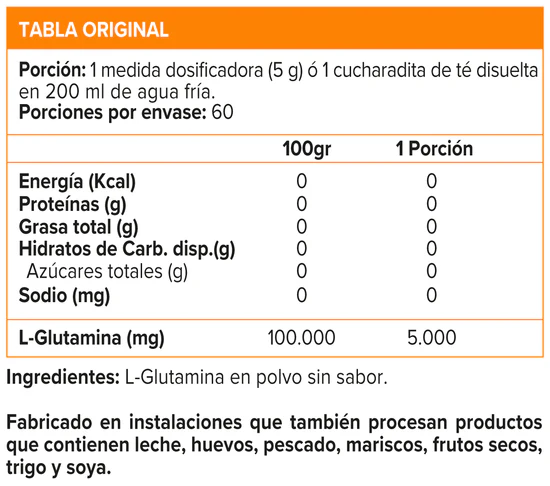 TABLA ORIGINAL
Porción: 1 medida dosificadora (5 g) ó 1 cucharadita de té disuelta
en 200 ml de agua fría.
Porciones por envase: 60
100gr 1 Porción
Energía (Kcal) 0 0
Proteínas (g) 0 0
Grasa total (g) 0 0
Hidratos de Carb. disp.(g) 0 0
Azúcares totales (g) 0 0
Sodio (mg) 0 0
L-Glutamina (mg) 100.000 5.000
Ingredientes: L-Glutamina en polvo sin sabor.
Fabricado en instalaciones que también procesan productos
que contienen leche, huevos, pescado, mariscos, frutos secos,
trigo y soya.